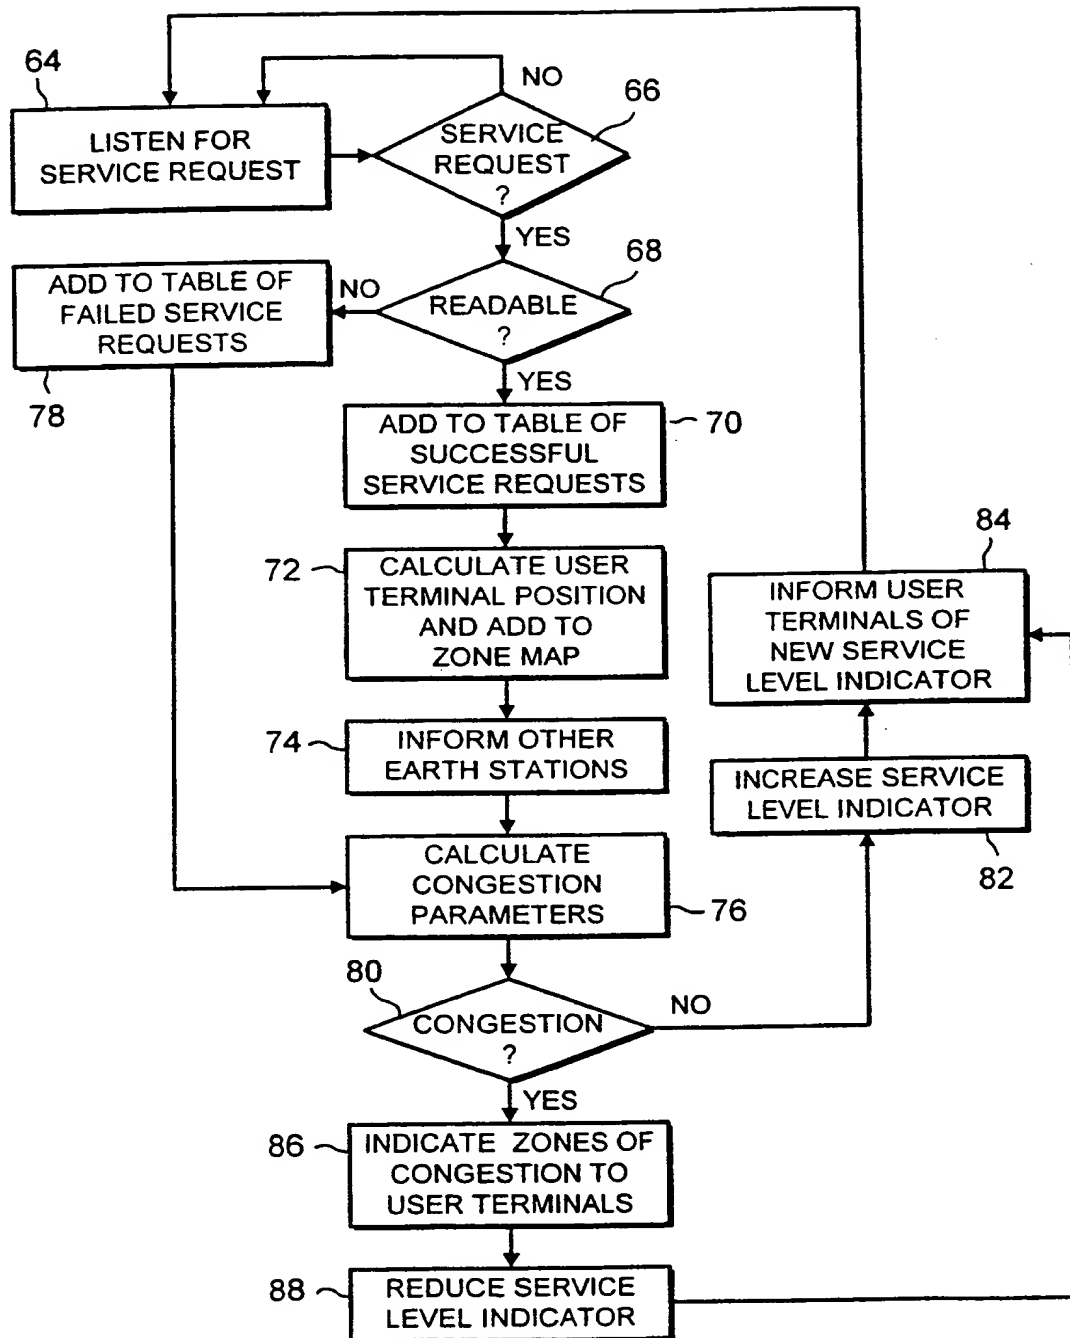 64
NO
66
LISTEN FOR
SERVICE REQUEST
SERVICE
REQUEST
?
YES
68
ADD TO TABLE OF
FAILED SERVICE
REQUESTS
NO
READABLE
?
78
YES
ADD TO TABLE OF
SUCCESSFUL
SERVICE REQUESTS
70
72
CALCULATE USER
TERMINAL POSITION
AND ADD TO
ZONE MAP
84
INFORM USER
TERMINALS OF
NEW SERVICE
LEVEL INDICATOR
74
INFORM OTHER
EARTH STATIONS
INCREASE SERVICE
LEVEL INDICATOR
82
CALCULATE
CONGESTION
PARAMETERS
76
80
CONGESTION
?
NO
YES
86
INDICATE ZONES OF
CONGESTION TO
USER TERMINALS
88
REDUCE SERVICE
LEVEL INDICATOR